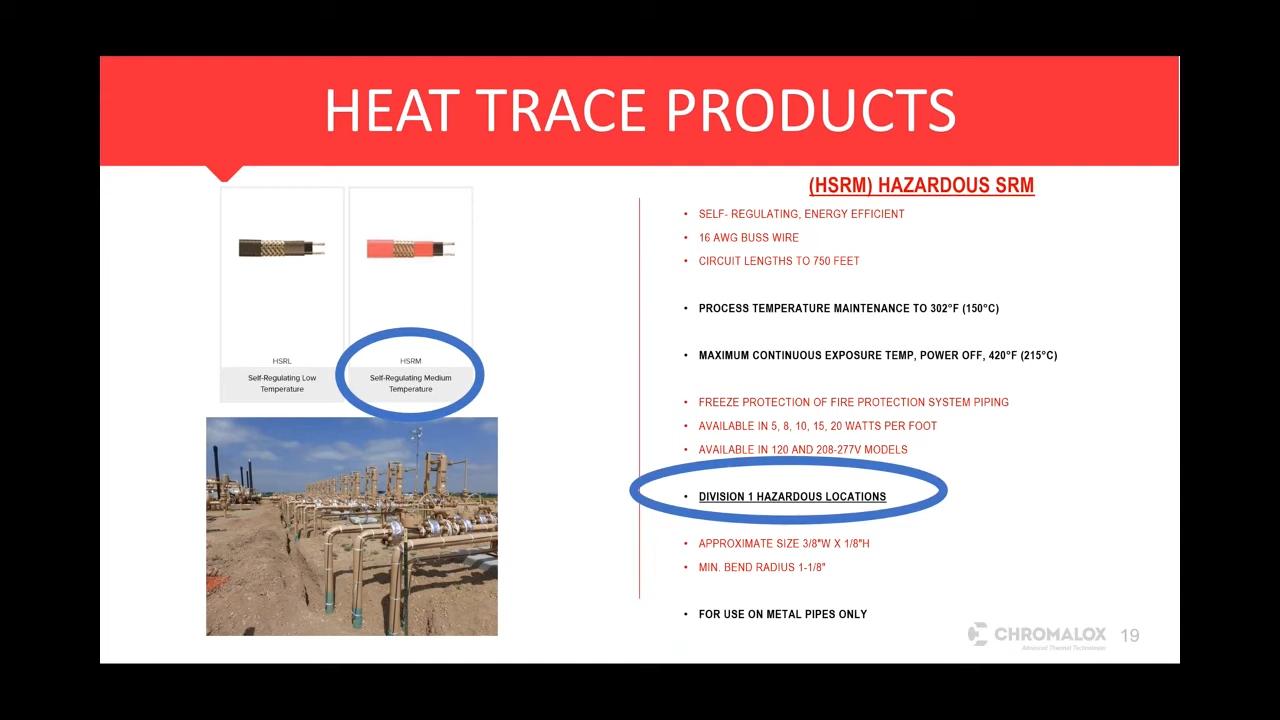 HEAT TRACE PRODUCTS
HSRL
Self-Regulating Low
Temperature
HSRM
Self-Regulating Medium
Temperature
(HSRM) HAZARDOUS SRM
• SELF- REGULATING, ENERGY EFFICIENT
• 16 AWG BUSS WIRE
• CIRCUIT LENGTHS TO 750 FEET
• PROCESS TEMPERATURE MAINTENANCE TO 302°F (150°C)
• MAXIMUM CONTINUOUS EXPOSURE TEMP, POWER OFF, 420°F (215°C)
• FREEZE PROTECTION OF FIRE PROTECTION SYSTEM PIPING
• AVAILABLE IN 5, 8, 10, 15, 20 WATTS PER FOOT
• AVAILABLE IN 120 AND 208-277V MODELS
• DIVISION 1 HAZARDOUS LOCATIONS
• APPROXIMATE SIZE 3/8"W X 1/8"H
• MIN. BEND RADIUS 1-1/8"
• FOR USE ON METAL PIPES ONLY
CHROMALOX
Advanced Thermal Technologies
19